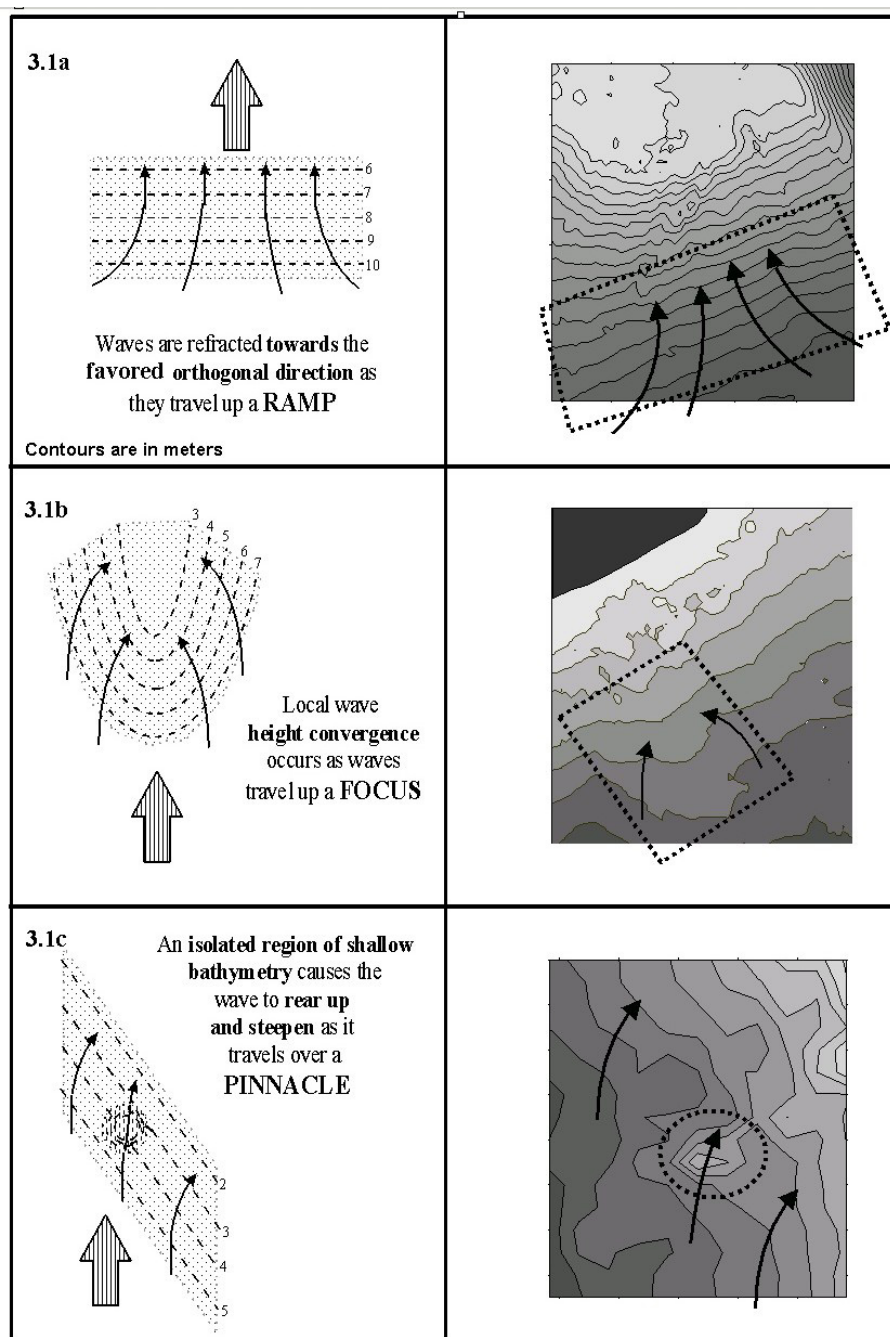 3.1a
6
7
8
9
10
Waves are refracted towards the
favored orthogonal direction as
they travel up a RAMP
Contours are in meters
3.1b
3
4
5
6
7
Local wave
height convergence
occurs as waves
travel up a FOCUS
3.1c
An isolated region of shallow
bathymetry causes the
wave to rear up
and steepen as it
travels over a
PINNACLE
2
3
4
5